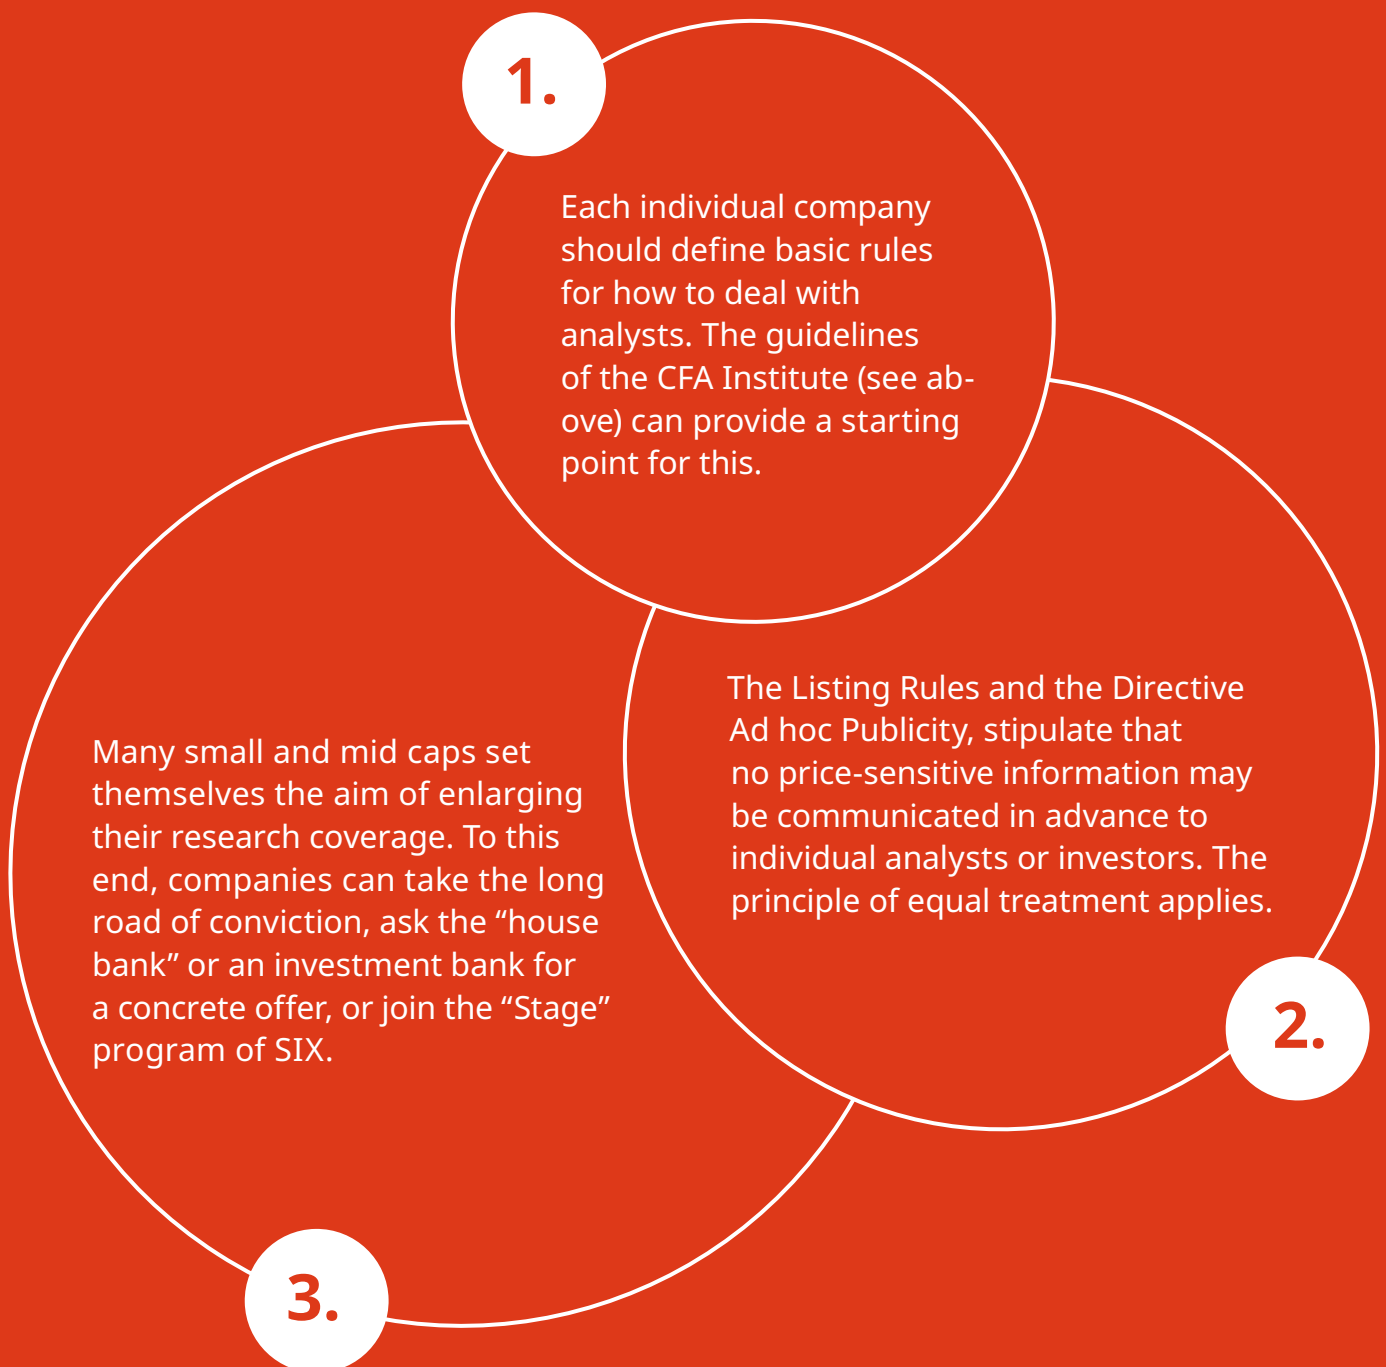 1.
Each individual company
should define basic rules
for how to deal with
analysts. The guidelines
of the CFA Institute (see ab-
ove) can provide a starting
point for this.
The Listing Rules and the Directive
Ad hoc Publicity, stipulate that
no price-sensitive information may
be communicated in advance to
individual analysts or investors. The
principle of equal treatment applies.
2.
Many small and mid caps set
themselves the aim of enlarging
their research coverage. To this
end, companies can take the long
road of conviction, ask the “house
bank” or an investment bank for
a concrete offer, or join the “Stage”
program of SIX.
3.